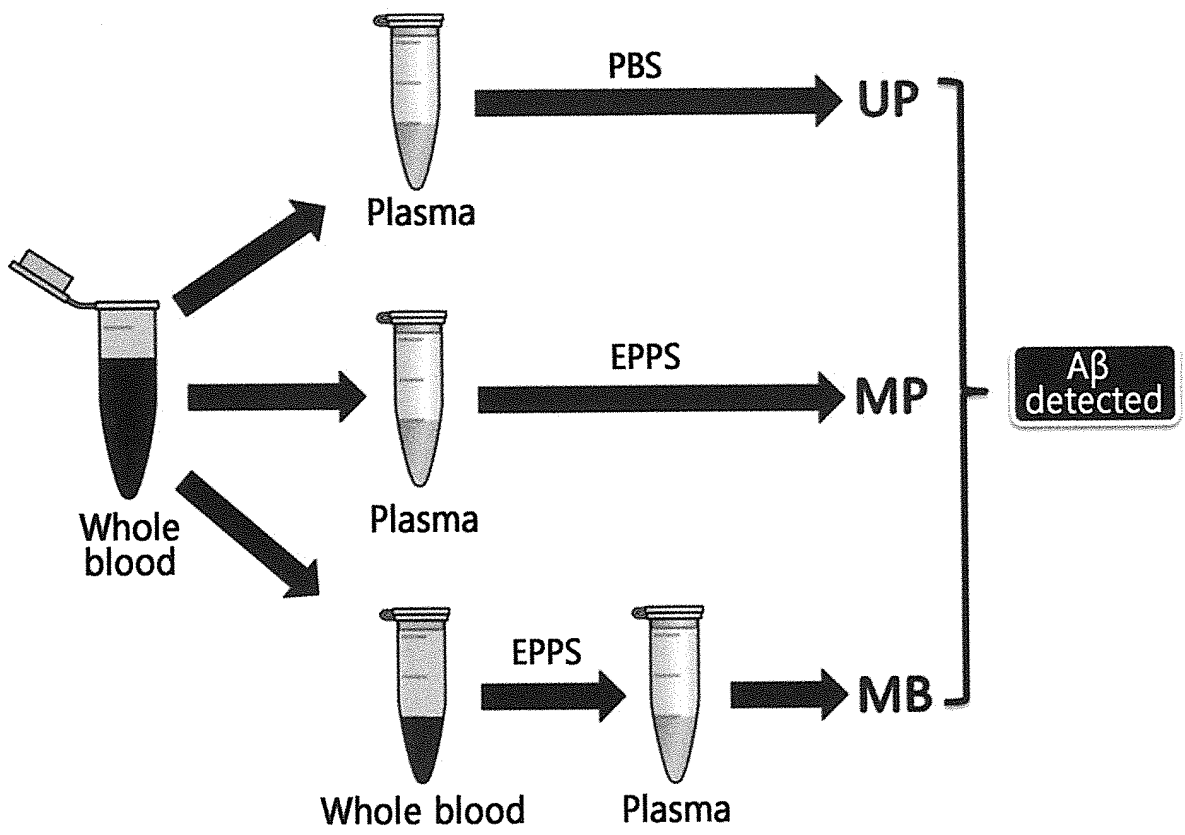 PBS
UP
Plasma
EPPS
MP
Plasma
Whole
blood
Aβ
detected
EPPS
MB
Whole blood
Plasma